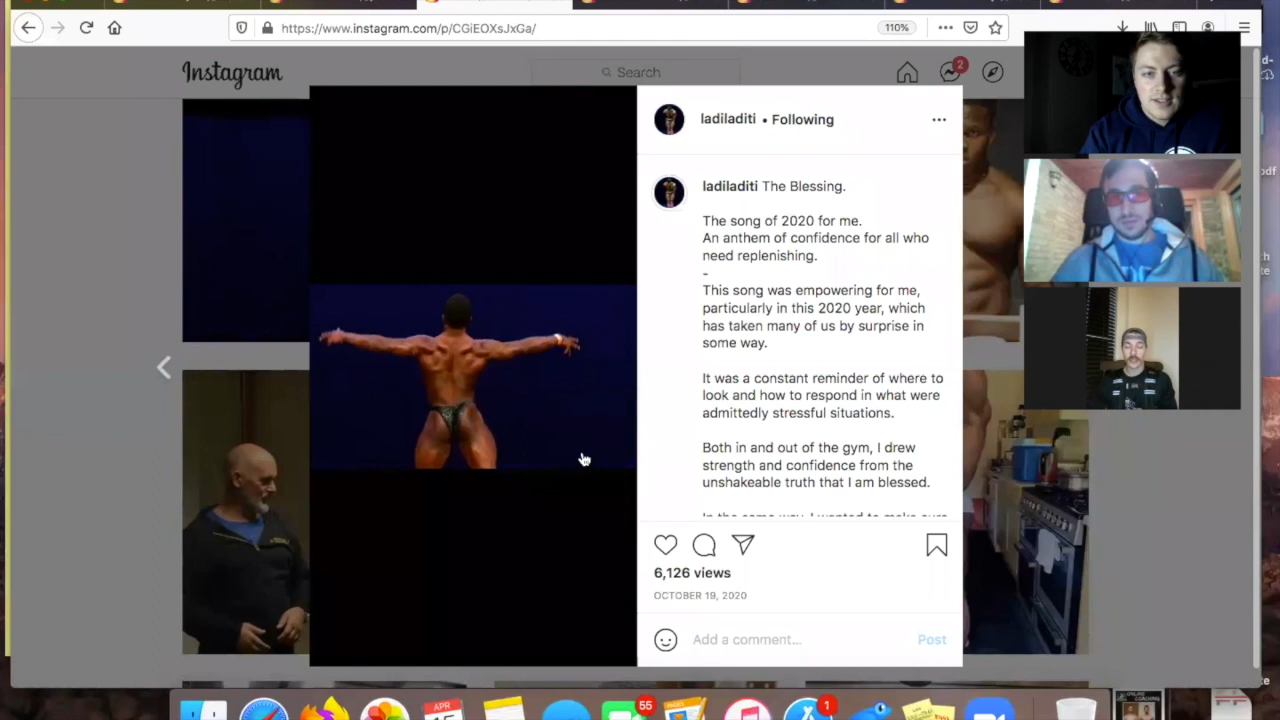 https://www.instagram.com/p/CGiEOXsJxGa/
110%
Instagram
Search
2
ladiladiti • Following
ladiladiti The Blessing.
The song of 2020 for me.
An anthem of confidence for all who
need replenishing.
-
This song was empowering for me,
particularly in this 2020 year, which
has taken many of us by surprise in
some way.
It was a constant reminder of where to
look and how to respond in what were
admittedly stressful situations.
Both in and out of the gym, I drew
strength and confidence from the
unshakeable truth that I am blessed.
6,126 views
OCTOBER 19, 2020
Add a comment...
Post
APR
55
PAGES
1
ONLINE